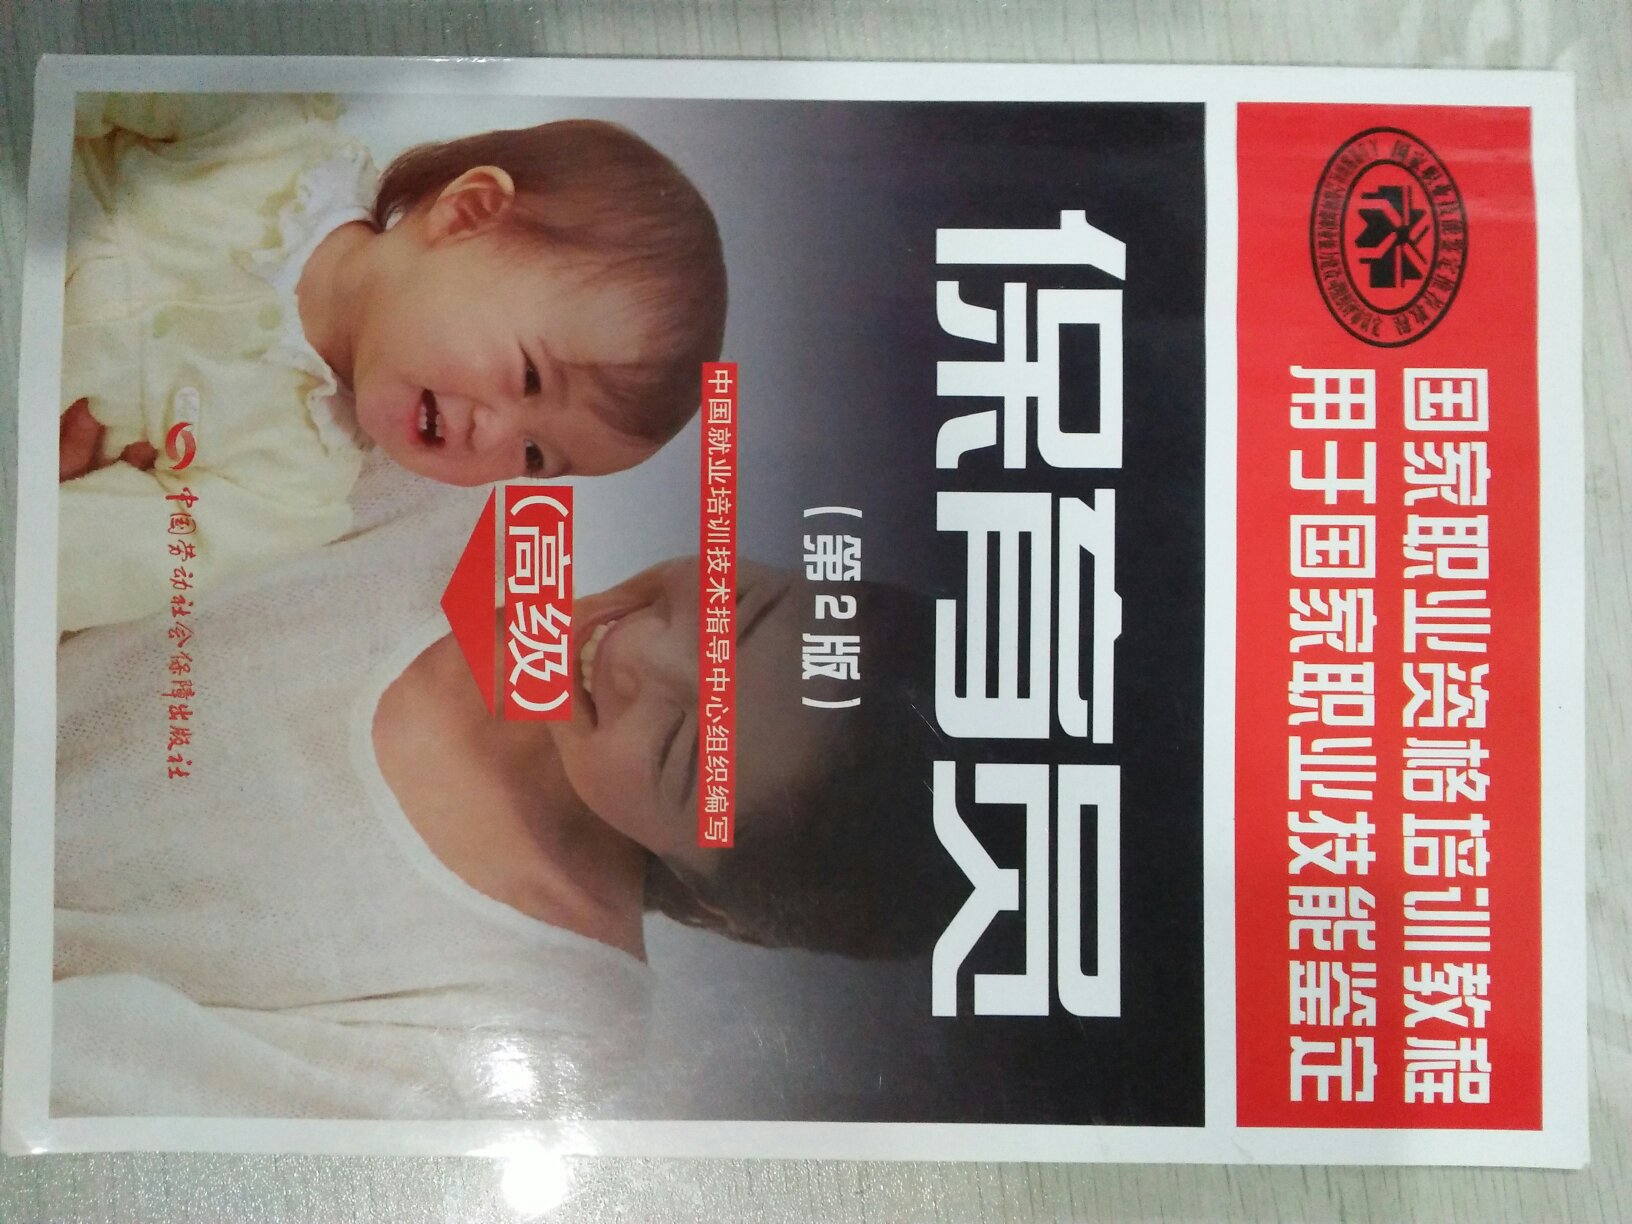 国家职业资格培训教程
用于国家职业技能鉴定
保育员
(第2版)
中国就业培训技术指导中心组织编写
(高级)
中国劳动社会保障出版社